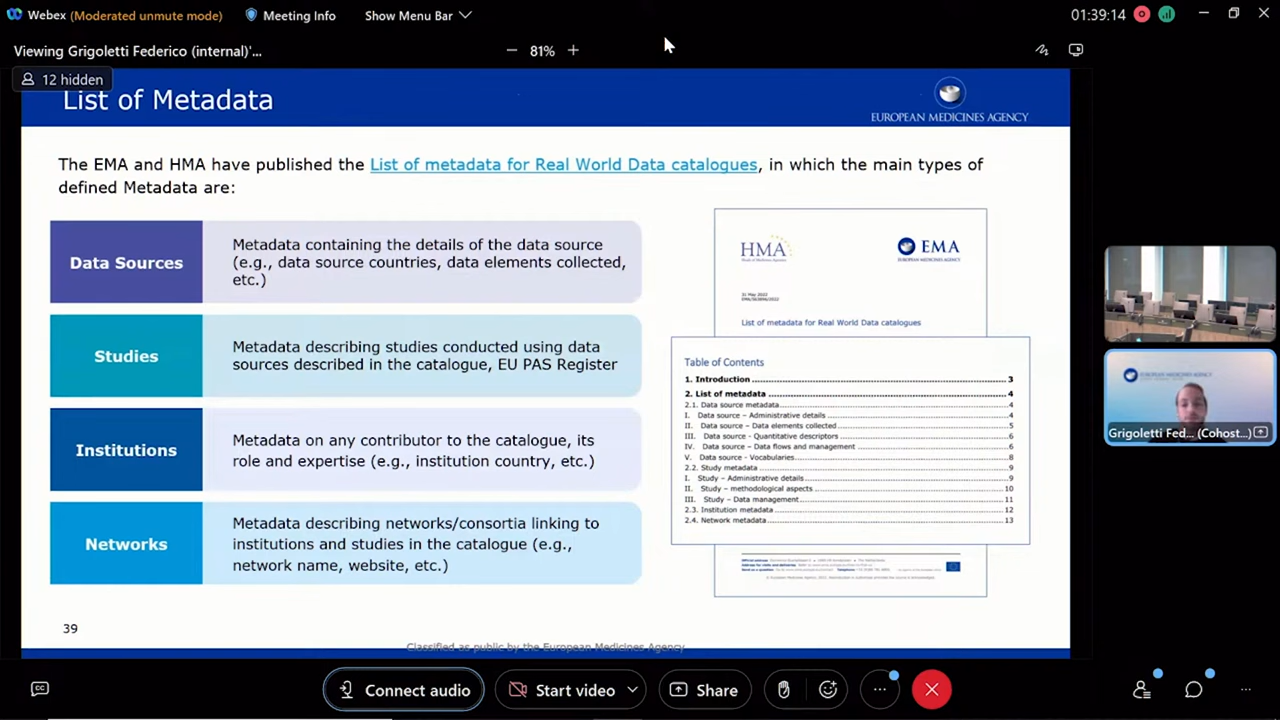 Webex (Moderated unmute mode) Meeting Info Show Menu Bar 01:39:14
Viewing Grigoletti Federico (internal)'... 81%
12 hidden
List of Metadata
EUROPEAN MEDICINES AGENCY
The EMA and HMA have published the List of metadata for Real World Data catalogues, in which the main types of
defined Metadata are:
Data Sources
Metadata containing the details of the data source
(e.g., data source countries, data elements collected,
etc.)
Studies
Metadata describing studies conducted using data
sources described in the catalogue, EU PAS Register
Institutions
Metadata on any contributor to the catalogue, its
role and expertise (e.g., institution country, etc.)
Networks
Metadata describing networks/consortia linking to
institutions and studies in the catalogue (e.g.,
network name, website, etc.)
HMA
EMA
EUROPEAN MEDICINES AGENCY
List of metadata for Real World Data catalogues
Table of Contents
1. Introduction 3
2. List of metadata 4
2.1. Data source metadata 4
I. Data source – Administrative details 4
II. Data source – Data elements collected 5
III. Data source - Quantitative descriptors 6
IV. Data source – Data flows and management 6
V. Data source - Vocabularies 8
2.2. Study metadata 9
I. Study – Administrative details 9
II. Study – methodological aspects 10
III. Study – Data management 11
2.3. Institution metadata 12
2.4. Network metadata 13
39
Classified as public by the European Medicines Agency
Grigoletti Fed... (Cohost...)
CC Connect audio Start video Share